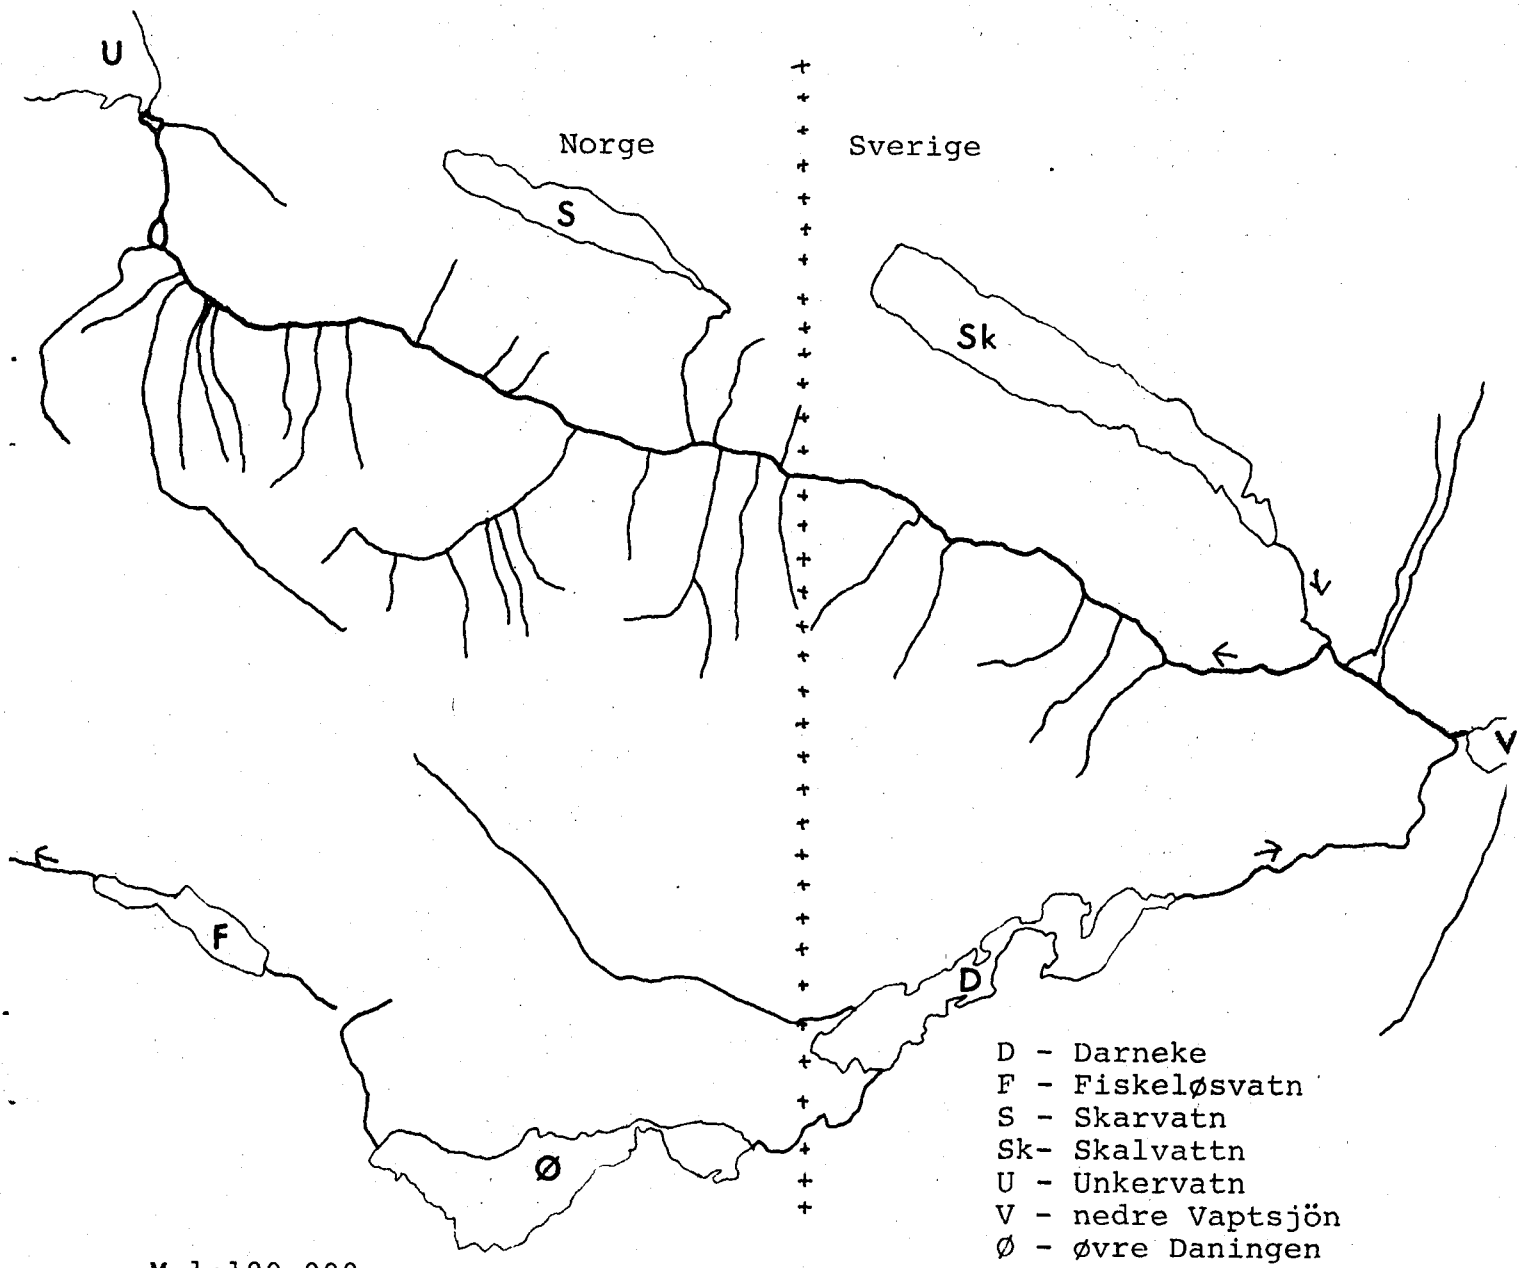 U
Norge
Sverige
S
Sk
V
F
D
Ø
D - Darneke
F - Fiskeløsvatn
S - Skarvatn
Sk- Skalvattn
U - Unkervatn
V - nedre Vaptsjön
Ø - øvre Daningen